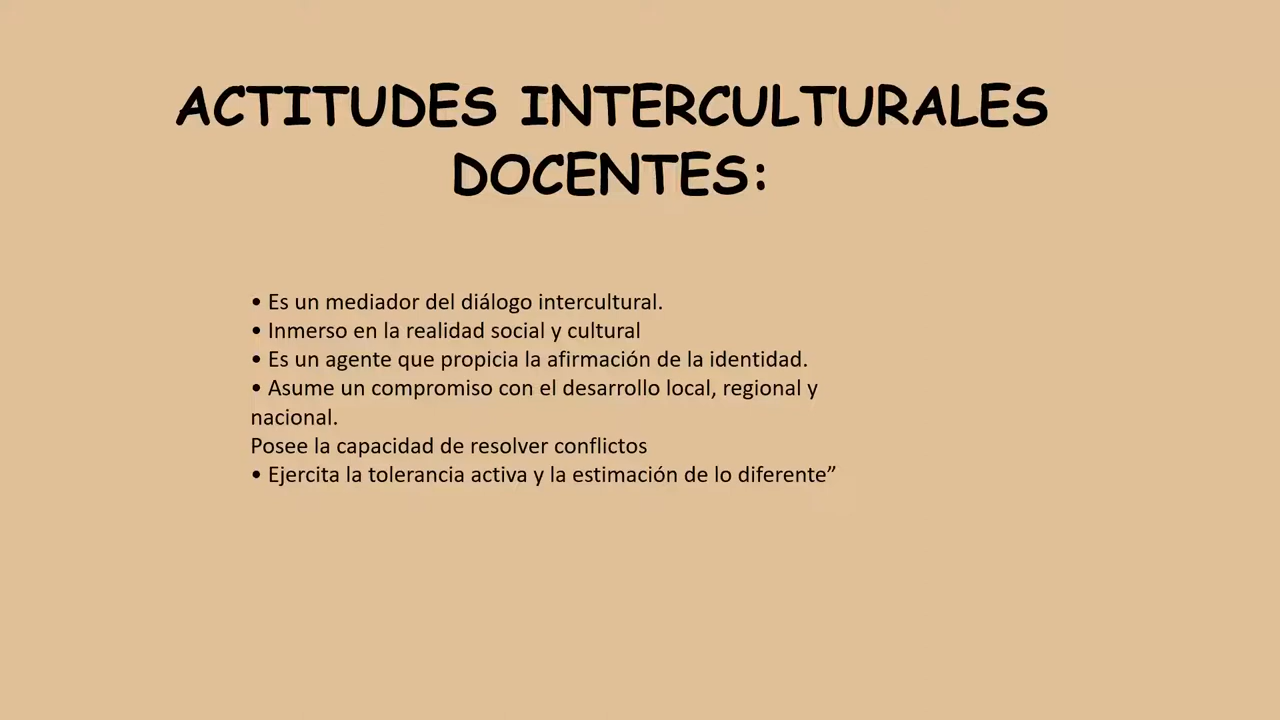 ACTITUDES INTERCULTURALES
DOCENTES:
• Es un mediador del diálogo intercultural.
• Inmerso en la realidad social y cultural
• Es un agente que propicia la afirmación de la identidad.
• Asume un compromiso con el desarrollo local, regional y
nacional.
Posee la capacidad de resolver conflictos
• Ejercita la tolerancia activa y la estimación de lo diferente”